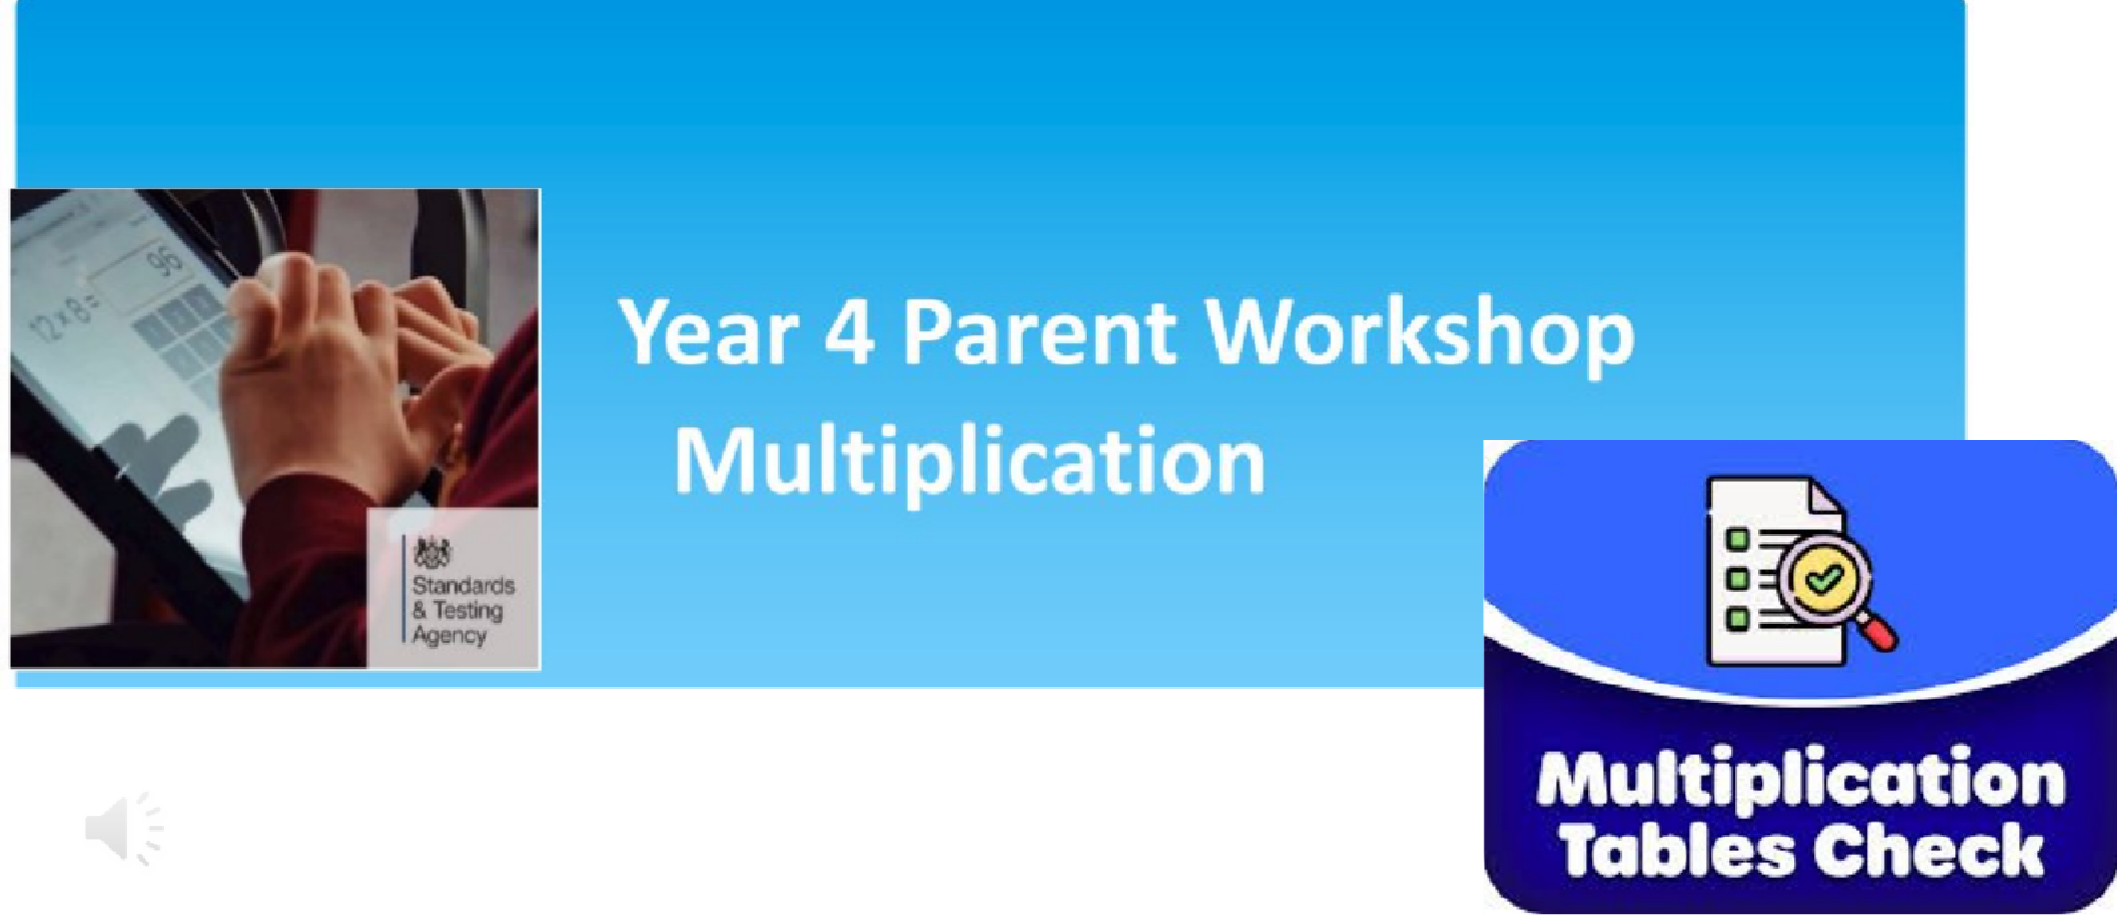 Year 4 Parent Workshop
Multiplication
12×8=
96
Standards
& Testing
Agency
Multiplication
Tables Check